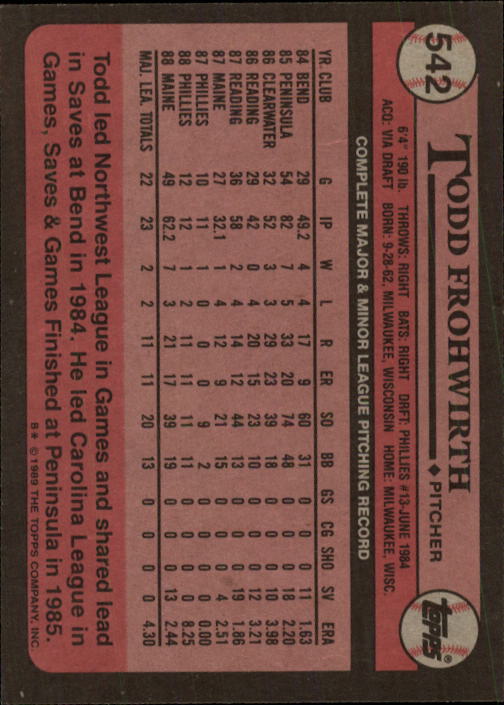 542
TODD FROHWIRTH ♦ PITCHER
TOPPS®
6'4" 190 lb. THROWS: RIGHT BATS: RIGHT DRFT: PHILLIES #13-JUNE 1984
ACQ: VIA DRAFT BORN: 9-28-62, MILWAUKEE, WISCONSIN HOME: MILWAUKEE, WISC.
COMPLETE MAJOR & MINOR LEAGUE PITCHING RECORD
YR. CLUB G IP W L R ER SO BB GS CG SHO SV ERA
84 BEND 29 49.2 4 4 17 9 60 31 0 0 0 11 1.63
85 PENINSULA 54 82 7 5 33 20 74 48 0 0 0 18 2.20
86 CLEARWATER 32 52 3 3 29 23 39 18 0 0 0 10 3.98
86 READING 29 42 0 4 20 15 23 10 0 0 0 12 3.21
87 READING 36 58 2 4 14 12 44 13 0 0 0 19 1.86
87 MAINE 27 32.1 1 4 12 9 21 15 0 0 0 4 2.51
87 PHILLIES 10 11 1 0 0 0 9 2 0 0 0 0 0.00
88 PHILLIES 12 12 1 2 11 11 11 11 0 0 0 0 8.25
88 MAINE 49 62.2 7 3 21 17 39 19 0 0 0 13 2.44
MAJ. LEA. TOTALS 22 23 2 2 11 11 20 13 0 0 0 0 4.30
Todd led Northwest League in Games and shared lead
in Saves at Bend in 1984. He led Carolina League in
Games, Saves & Games Finished at Peninsula in 1985.
B* © 1989 THE TOPPS COMPANY, INC.